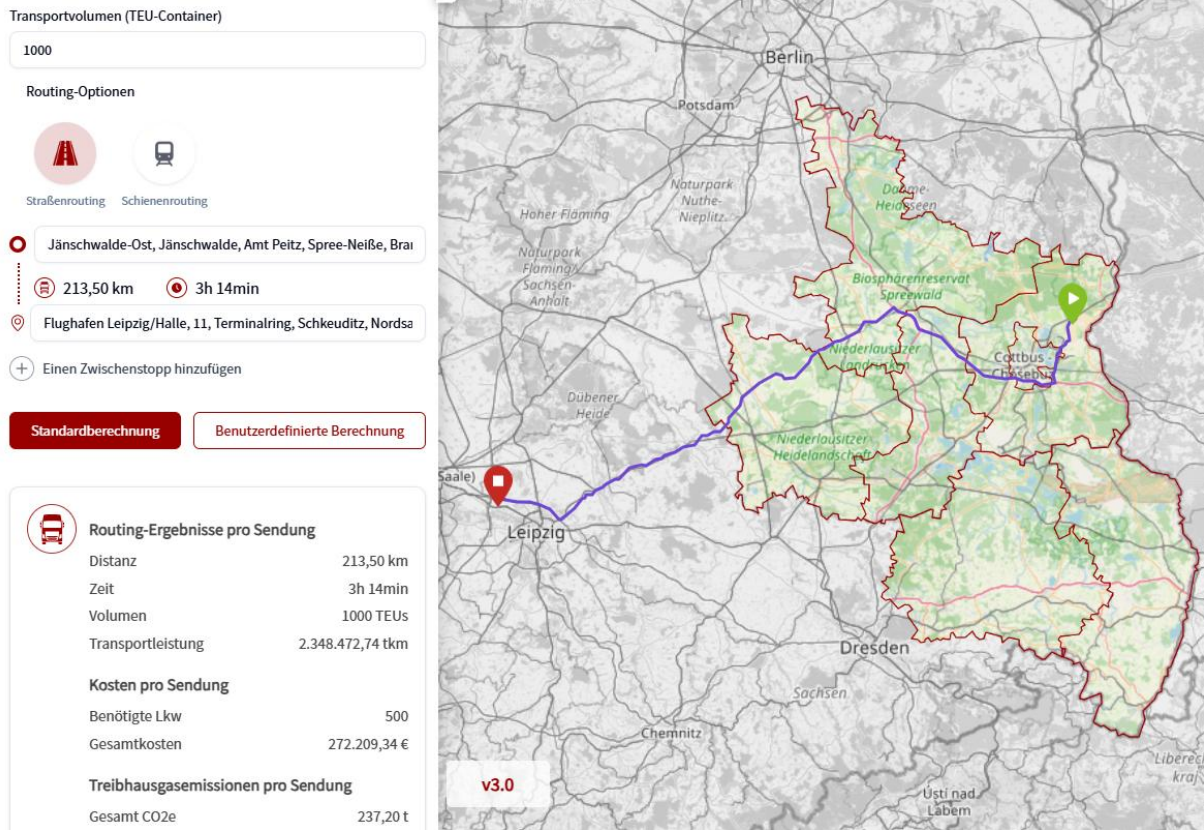 Transportvolumen (TEU-Container)
1000
Routing-Optionen
Straßenrouting
Schienenrouting
Jänschwalde-Ost, Jänschwalde, Amt Peitz, Spree-Neiße, Brai
213,50 km
3h 14min
Flughafen Leipzig/Halle, 11, Terminalring, Schkeuditz, Nordsa
Einen Zwischenstopp hinzufügen
Standardberechnung
Benutzerdefinierte Berechnung
Routing-Ergebnisse pro Sendung
Distanz 213,50 km
Zeit 3h 14min
Volumen 1000 TEUs
Transportleistung 2.348.472,74 tkm
Kosten pro Sendung
Benötigte Lkw 500
Gesamtkosten 272.209,34 €
Treibhausgasemissionen pro Sendung
Gesamt CO2e 237,20 t
Berlin
Potsdam
Naturpark
Nuthe-
Nieplitz
Hoher Fläming
Naturpark
Fläming/
Sachsen-
Anhalt
Dahme-
Heideseen
Biosphärenreservat
Spreewald
Niederlausitzer
Landrücken
Cottbus -
Chóśebuz
Dübener
Heide
Niederlausitzer
Heidelandschaft
Saale)
Leipzig
Dresden
Sachsen
Chemnitz
Liberec
kraj
Ústí nad
Labem
v3.0